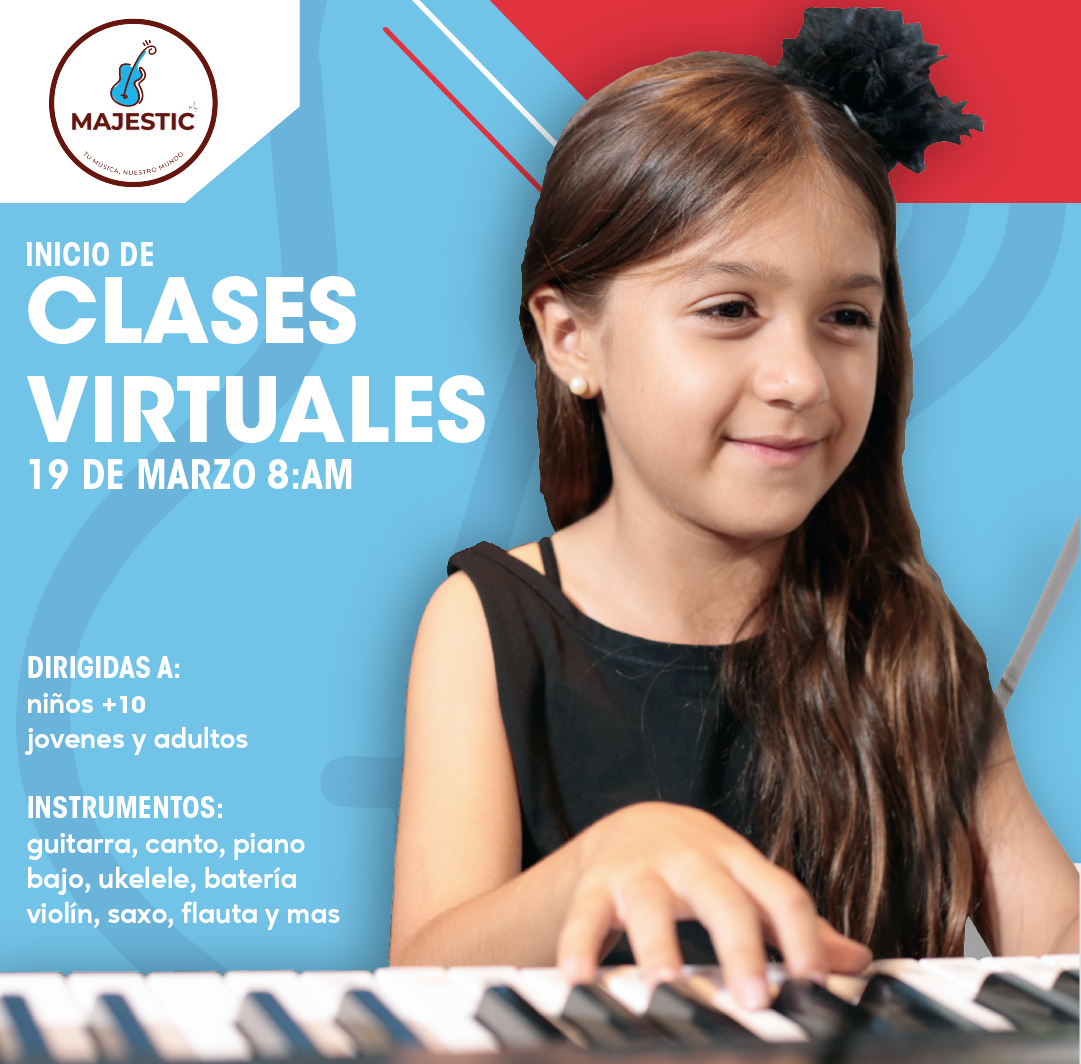 MAJESTIC
TU MÚSICA, NUESTRO MUNDO
INICIO DE
CLASES
VIRTUALES
19 DE MARZO 8:AM
DIRIGIDAS A:
niños +10
jovenes y adultos
INSTRUMENTOS:
guitarra, canto, piano
bajo, ukelele, batería
violín, saxo, flauta y mas